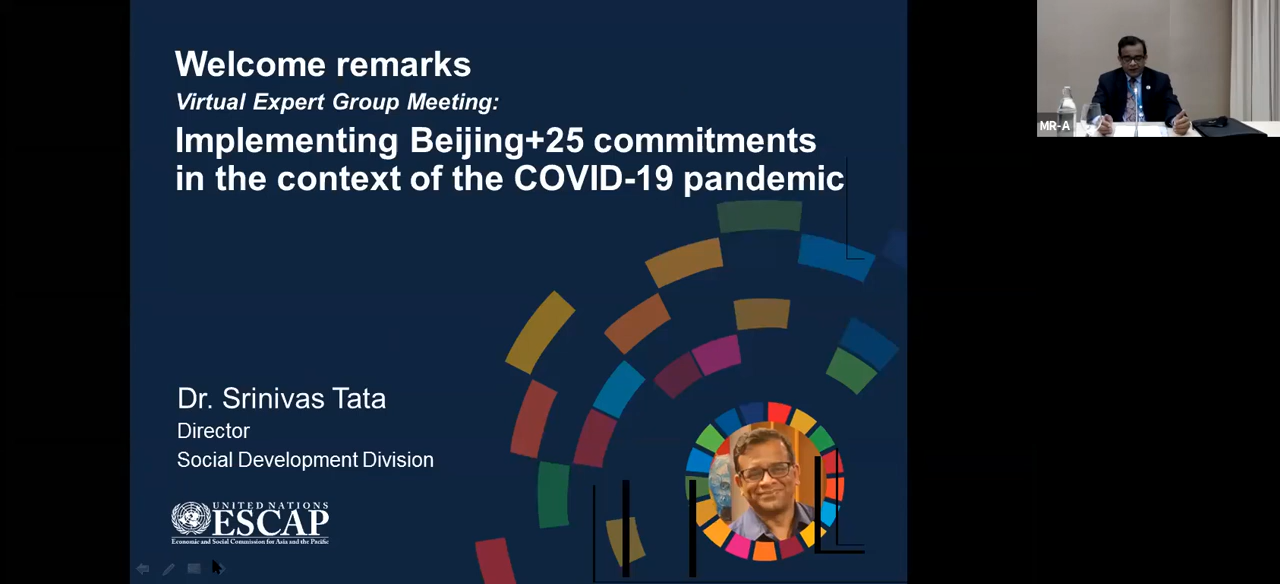 Welcome remarks
Virtual Expert Group Meeting:
Implementing Beijing+25 commitments
in the context of the COVID-19 pandemic
Dr. Srinivas Tata
Director
Social Development Division
UNITED NATIONS
ESCAP
Economic and Social Commission for Asia and the Pacific
MR-A